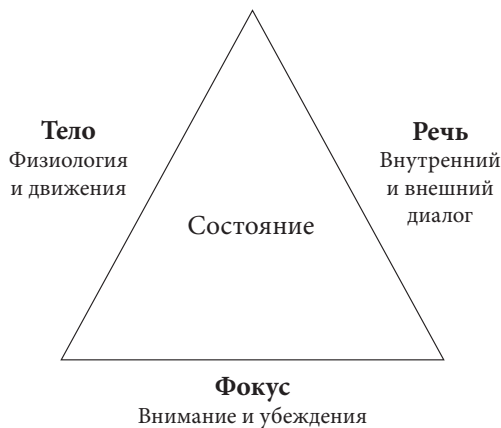 Тело
Физиология
и движения
Речь
Внутренний
и внешний
диалог
Состояние
Фокус
Внимание и убеждения